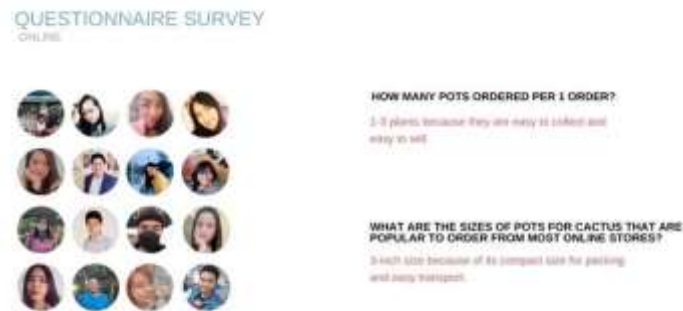 QUESTIONNAIRE SURVEY
ONLINE
HOW MANY POTS ORDERED PER 1 ORDER?
plants because they are easy to collect and
easy to sell
WHAT ARE THE SIZES OF POTS FOR CACTUS THAT ARE
POPULAR TO ORDER FROM MOST ONLINE STORES?
3-inch size because of its compact size for packing
and easy transport.